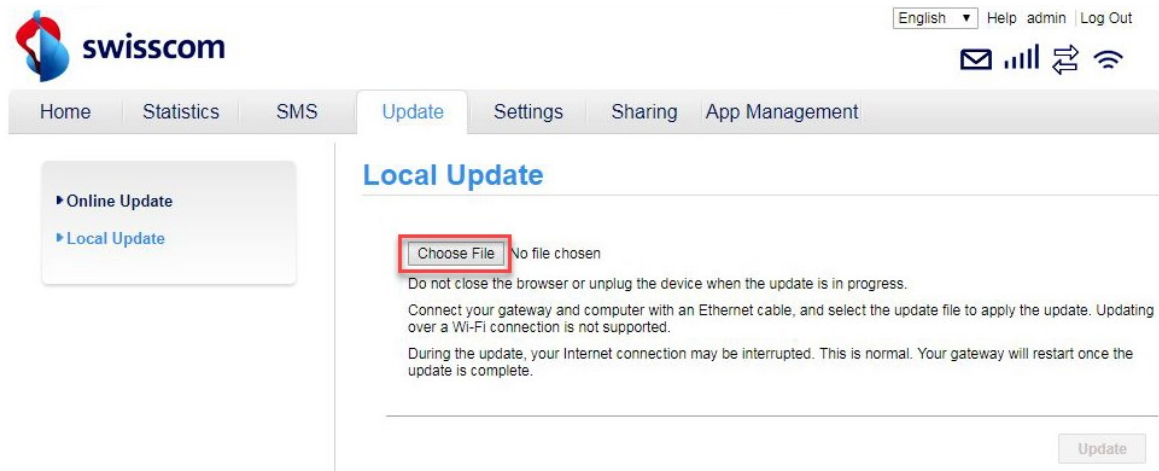 English ▼ Help admin Log Out
swisscom
Home Statistics SMS Update Settings Sharing App Management
Local Update
Online Update
Local Update
Choose File No file chosen
Do not close the browser or unplug the device when the update is in progress.
Connect your gateway and computer with an Ethernet cable, and select the update file to apply the update. Updating
over a Wi-Fi connection is not supported.
During the update, your Internet connection may be interrupted. This is normal. Your gateway will restart once the
update is complete.
Update